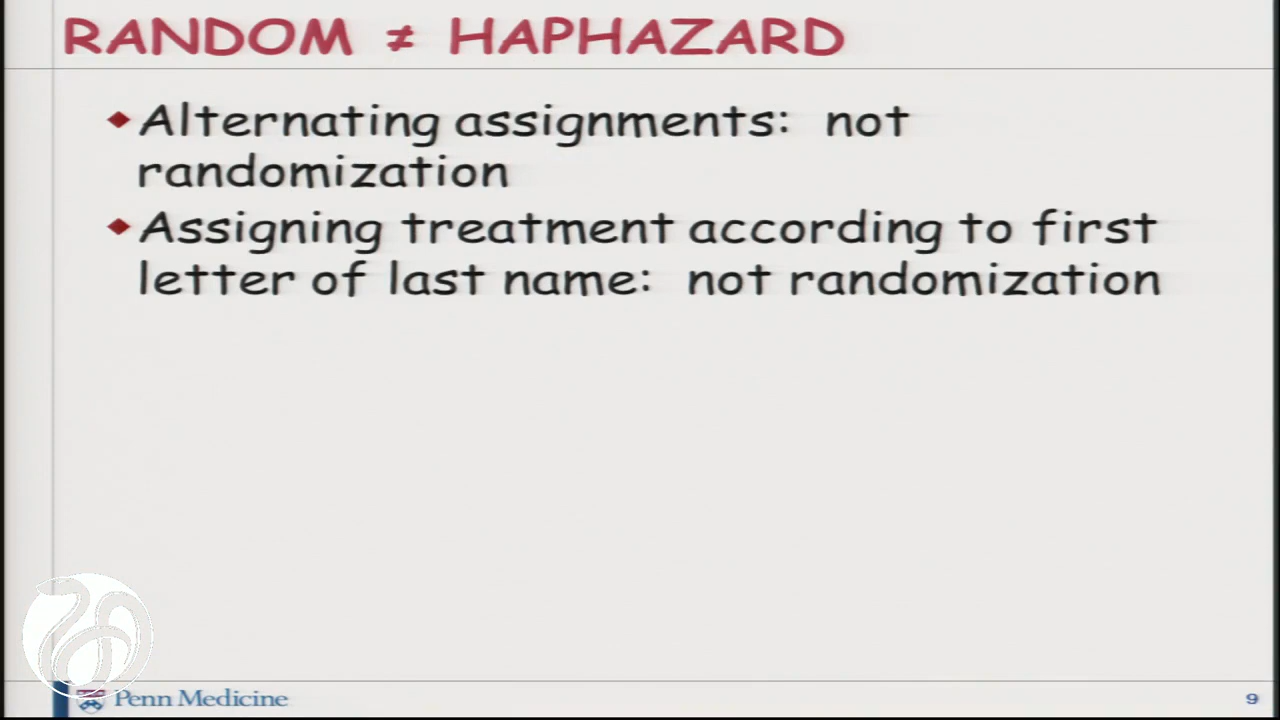 RANDOM ≠ HAPHAZARD
Alternating assignments: not
randomization
Assigning treatment according to first
letter of last name: not randomization
Penn Medicine
9